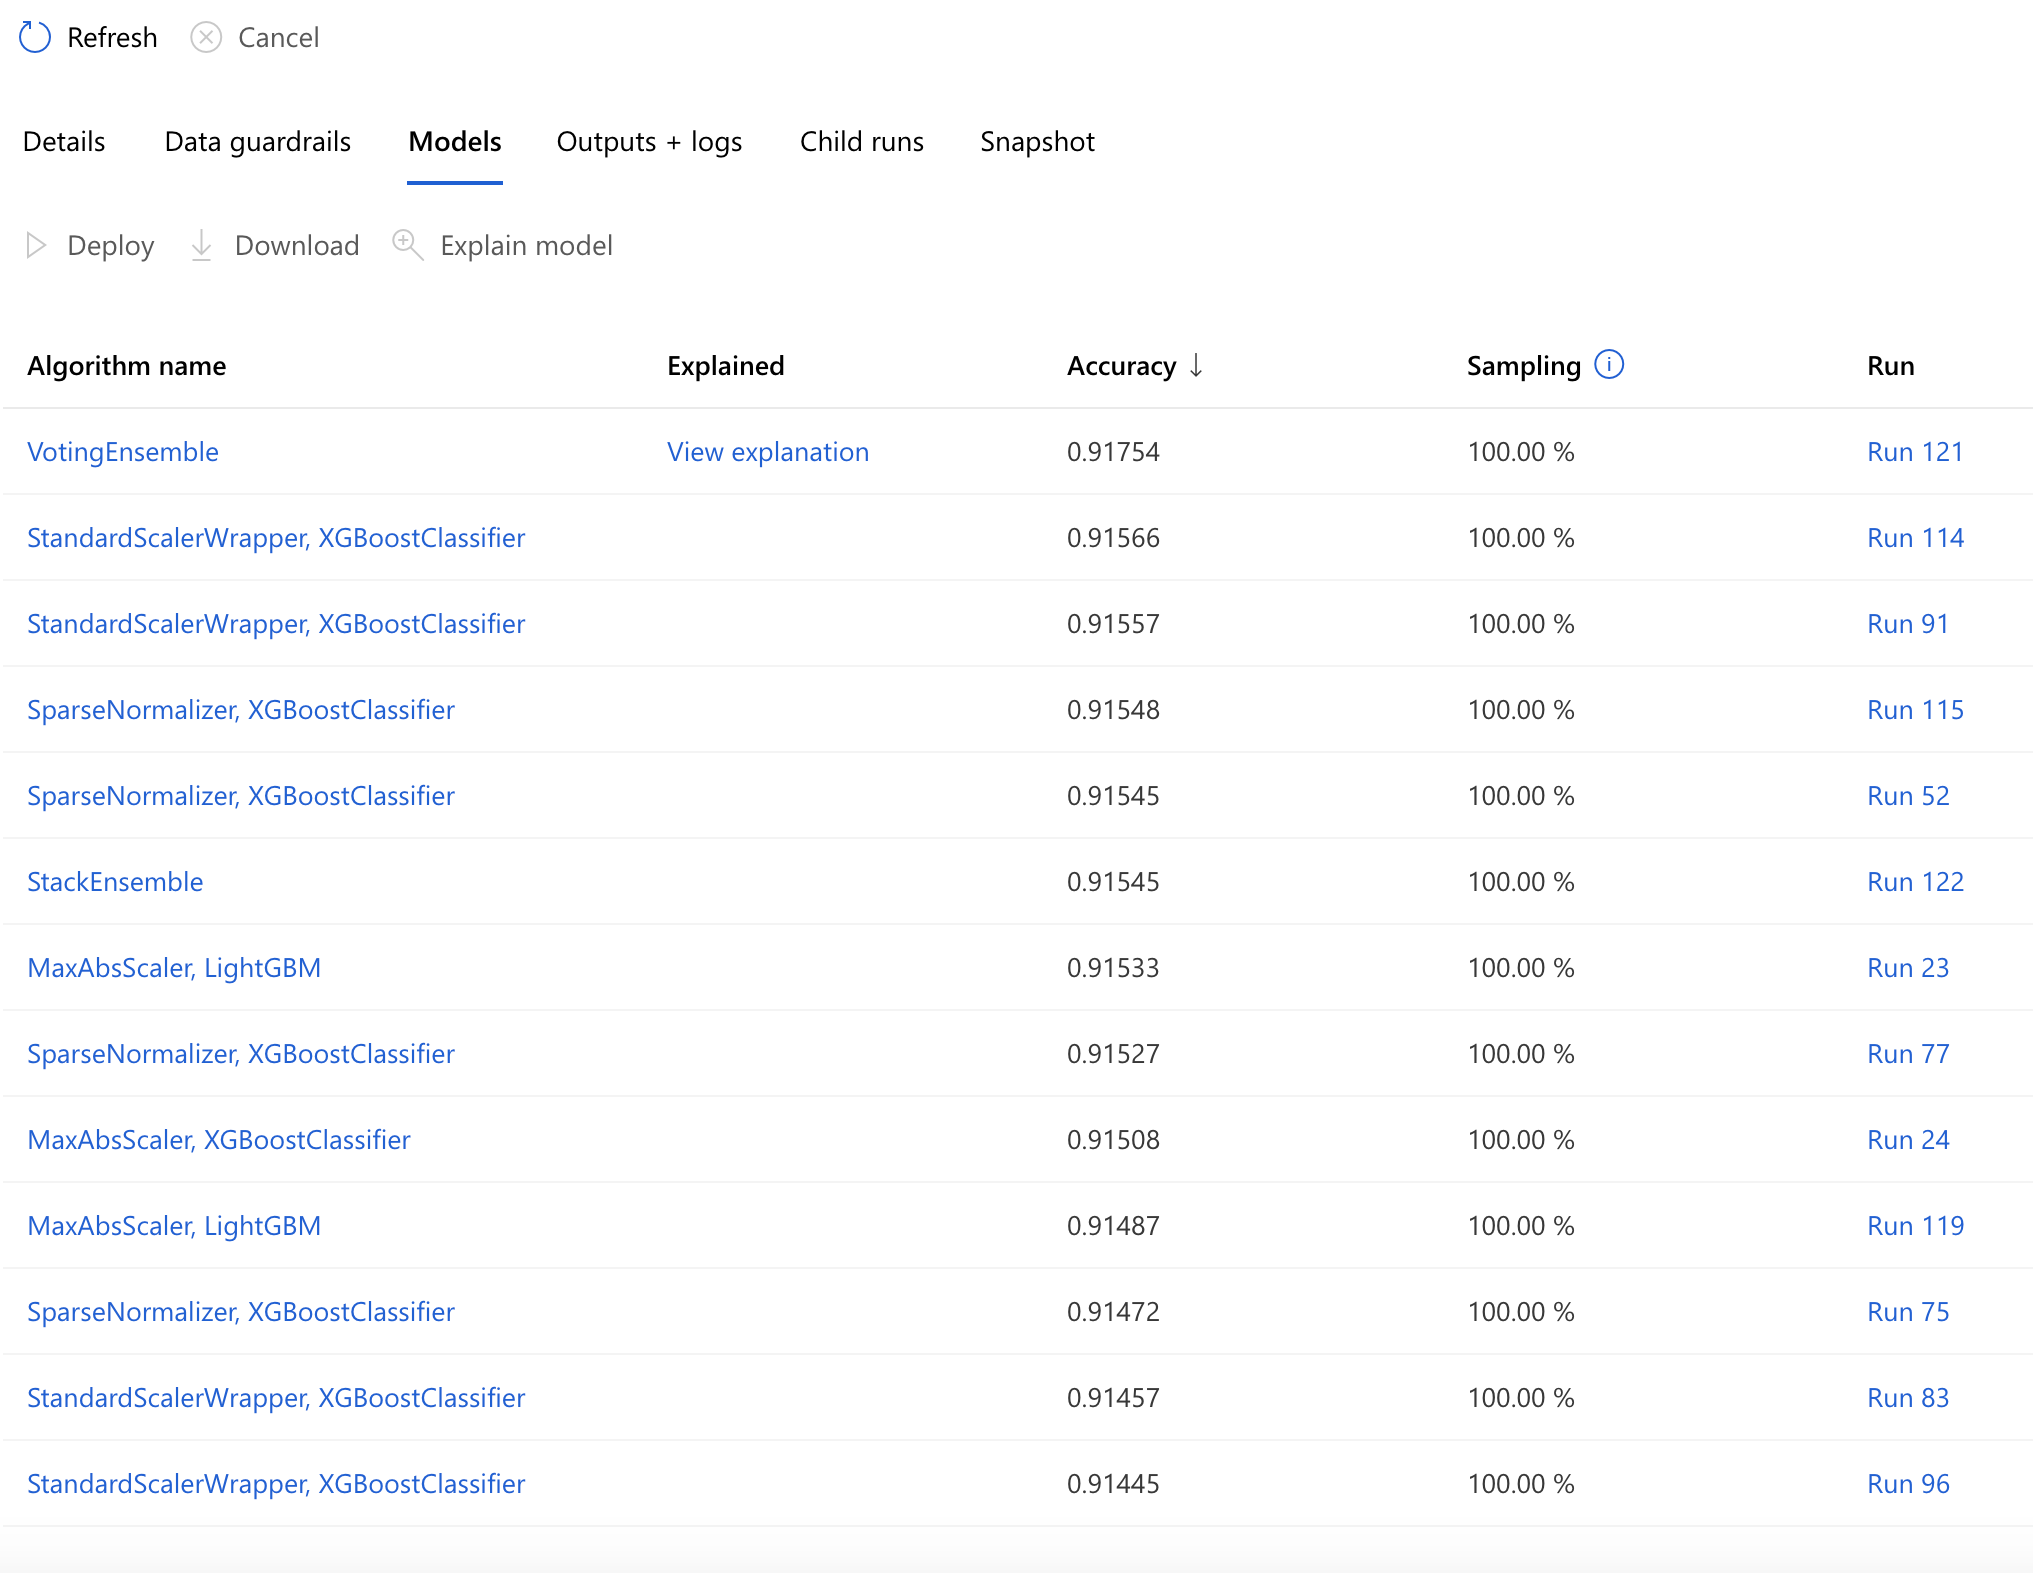 Refresh Cancel
Details Data guardrails Models Outputs + logs Child runs Snapshot
Deploy Download Explain model
Algorithm name Explained Accuracy ↓ Sampling Run
VotingEnsemble View explanation 0.91754 100.00 % Run 121
StandardScalerWrapper, XGBoostClassifier 0.91566 100.00 % Run 114
StandardScalerWrapper, XGBoostClassifier 0.91557 100.00 % Run 91
SparseNormalizer, XGBoostClassifier 0.91548 100.00 % Run 115
SparseNormalizer, XGBoostClassifier 0.91545 100.00 % Run 52
StackEnsemble 0.91545 100.00 % Run 122
MaxAbsScaler, LightGBM 0.91533 100.00 % Run 23
SparseNormalizer, XGBoostClassifier 0.91527 100.00 % Run 77
MaxAbsScaler, XGBoostClassifier 0.91508 100.00 % Run 24
MaxAbsScaler, LightGBM 0.91487 100.00 % Run 119
SparseNormalizer, XGBoostClassifier 0.91472 100.00 % Run 75
StandardScalerWrapper, XGBoostClassifier 0.91457 100.00 % Run 83
StandardScalerWrapper, XGBoostClassifier 0.91445 100.00 % Run 96